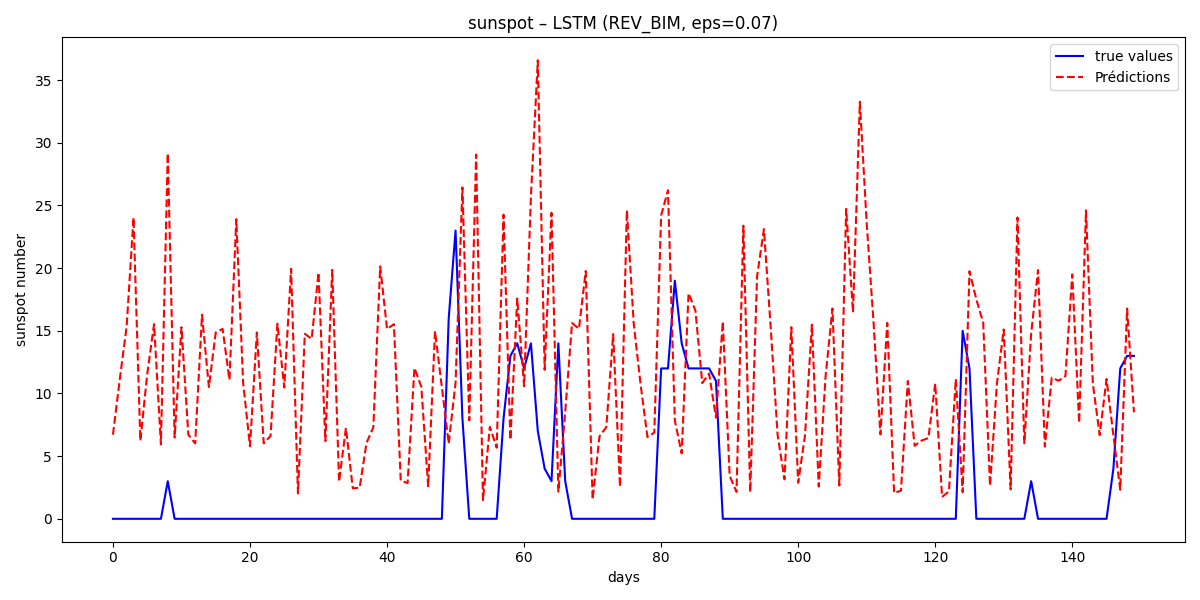 sunspot – LSTM (REV_BIM, eps=0.07)
true values
Prédictions
sunspot number
35
30
25
20
15
10
5
0
0 20 40 60 80 100 120 140
days